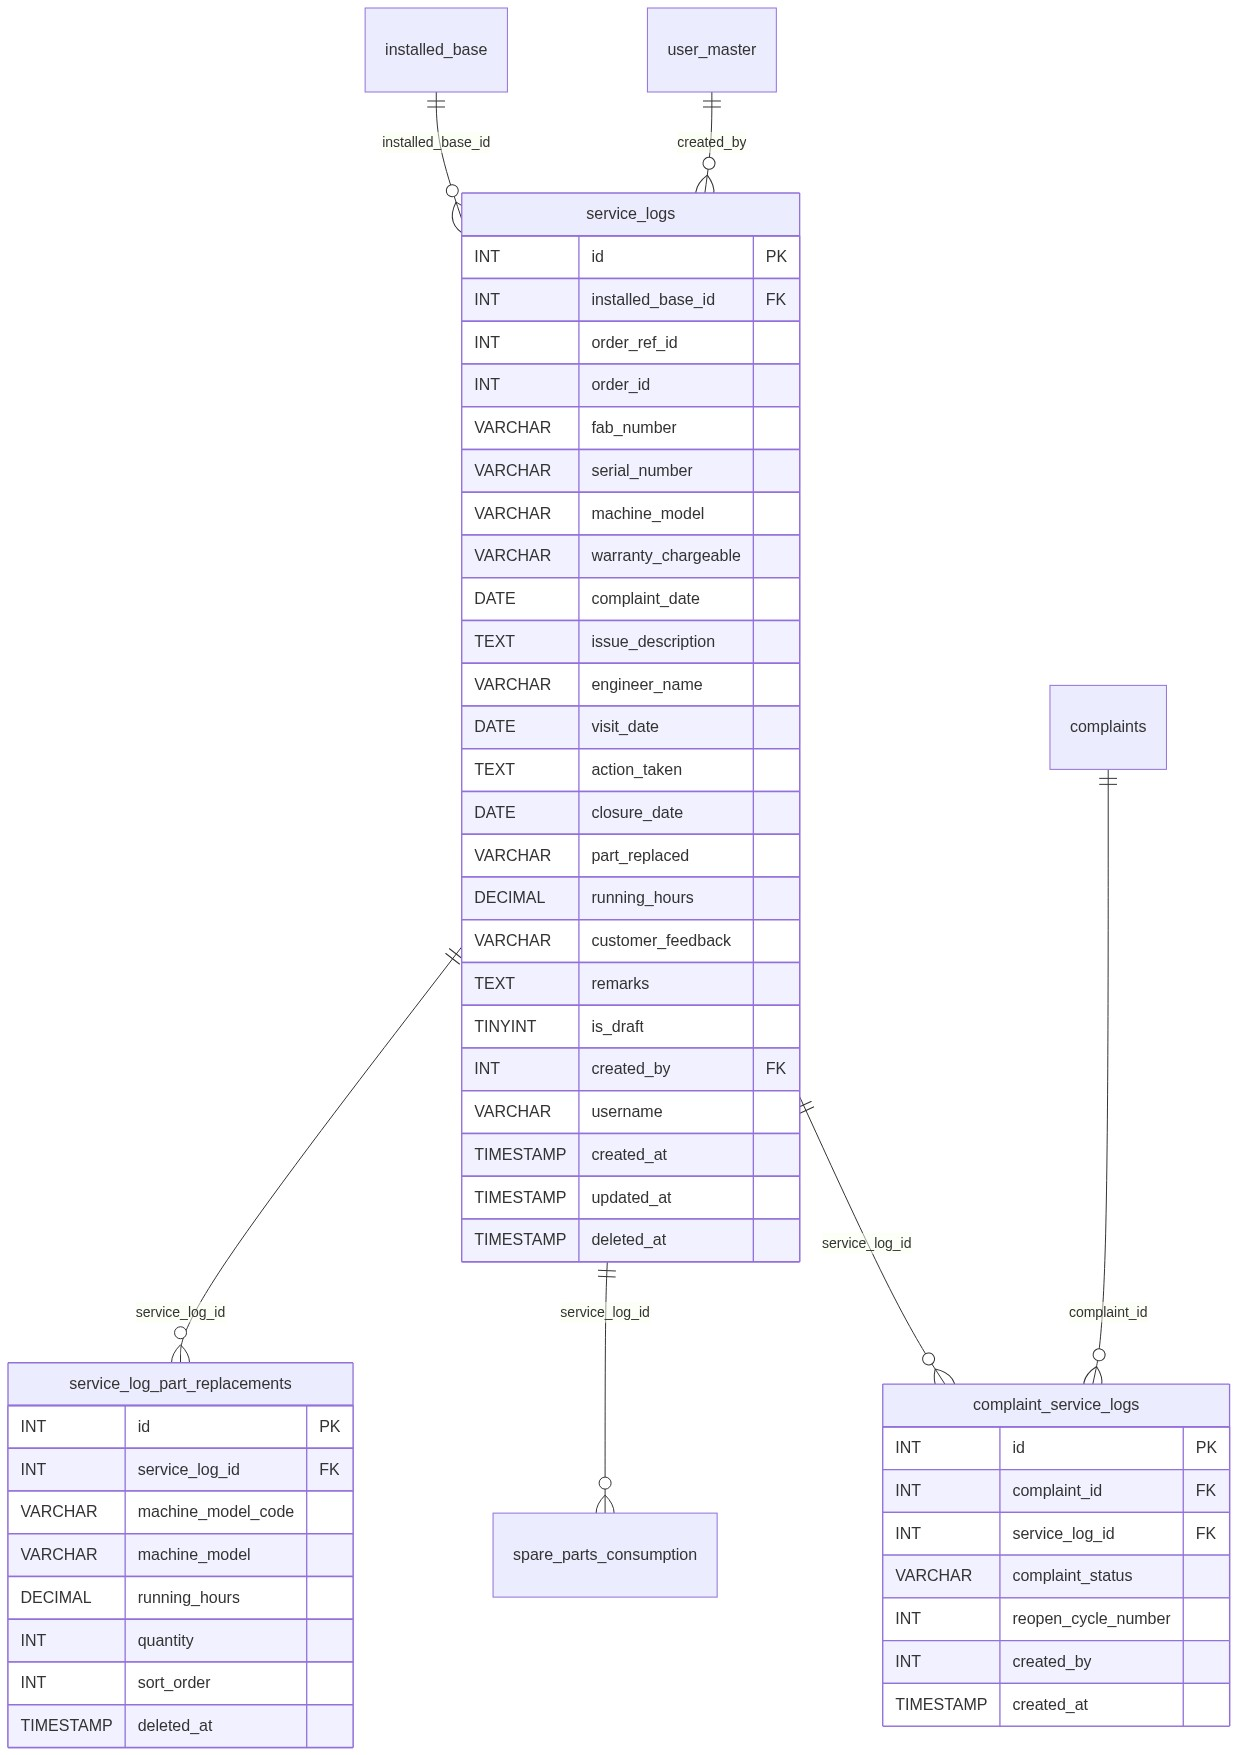 installed_base
user_master
installed_base_id
created_by
service_logs
INT id PK
INT installed_base_id FK
INT order_ref_id
INT order_id
VARCHAR fab_number
VARCHAR serial_number
VARCHAR machine_model
VARCHAR warranty_chargeable
DATE complaint_date
TEXT issue_description
VARCHAR engineer_name
DATE visit_date
TEXT action_taken
DATE closure_date
VARCHAR part_replaced
DECIMAL running_hours
VARCHAR customer_feedback
TEXT remarks
TINYINT is_draft
INT created_by FK
VARCHAR username
TIMESTAMP created_at
TIMESTAMP updated_at
TIMESTAMP deleted_at
complaints
service_log_id
service_log_id
service_log_id
complaint_id
service_log_part_replacements
INT id PK
INT service_log_id FK
VARCHAR machine_model_code
VARCHAR machine_model
DECIMAL running_hours
INT quantity
INT sort_order
TIMESTAMP deleted_at
spare_parts_consumption
complaint_service_logs
INT id PK
INT complaint_id FK
INT service_log_id FK
VARCHAR complaint_status
INT reopen_cycle_number
INT created_by
TIMESTAMP created_at